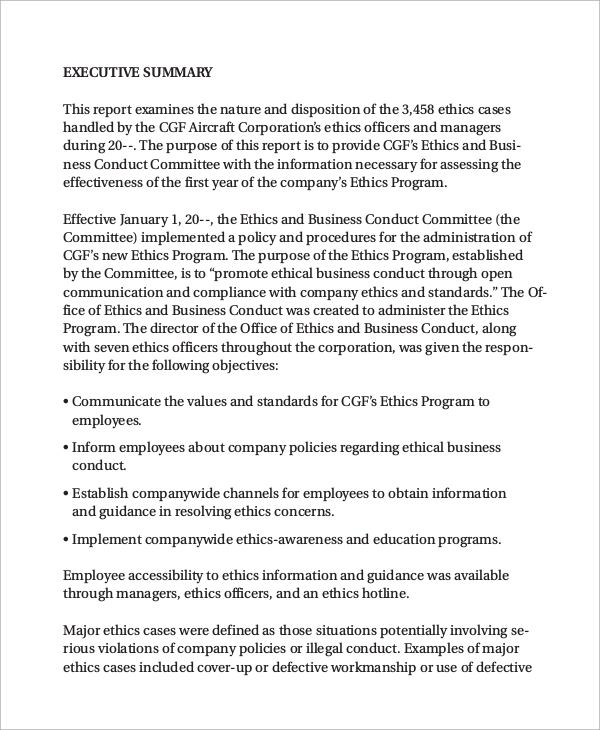 EXECUTIVE SUMMARY
This report examines the nature and disposition of the 3,458 ethics cases
handled by the CGF Aircraft Corporation’s ethics officers and managers
during 20--. The purpose of this report is to provide CGF’s Ethics and Busi-
ness Conduct Committee with the information necessary for assessing the
effectiveness of the first year of the company’s Ethics Program.
Effective January 1, 20--, the Ethics and Business Conduct Committee (the
Committee) implemented a policy and procedures for the administration of
CGF’s new Ethics Program. The purpose of the Ethics Program, established
by the Committee, is to “promote ethical business conduct through open
communication and compliance with company ethics and standards.” The Of-
fice of Ethics and Business Conduct was created to administer the Ethics
Program. The director of the Office of Ethics and Business Conduct, along
with seven ethics officers throughout the corporation, was given the respon-
sibility for the following objectives:
• Communicate the values and standards for CGF’s Ethics Program to
employees.
• Inform employees about company policies regarding ethical business
conduct.
• Establish companywide channels for employees to obtain information
and guidance in resolving ethics concerns.
• Implement companywide ethics-awareness and education programs.
Employee accessibility to ethics information and guidance was available
through managers, ethics officers, and an ethics hotline.
Major ethics cases were defined as those situations potentially involving se-
rious violations of company policies or illegal conduct. Examples of major
ethics cases included cover-up or defective workmanship or use of defective